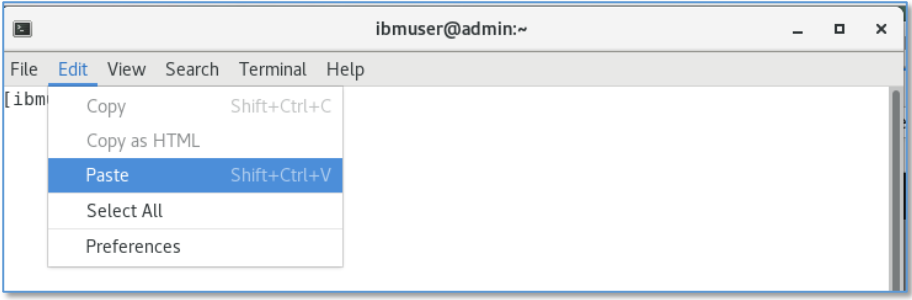 ibmuser@admin:~
File Edit View Search Terminal Help
[ibm
Copy Shift+Ctrl+C
Copy as HTML
Paste Shift+Ctrl+V
Select All
Preferences